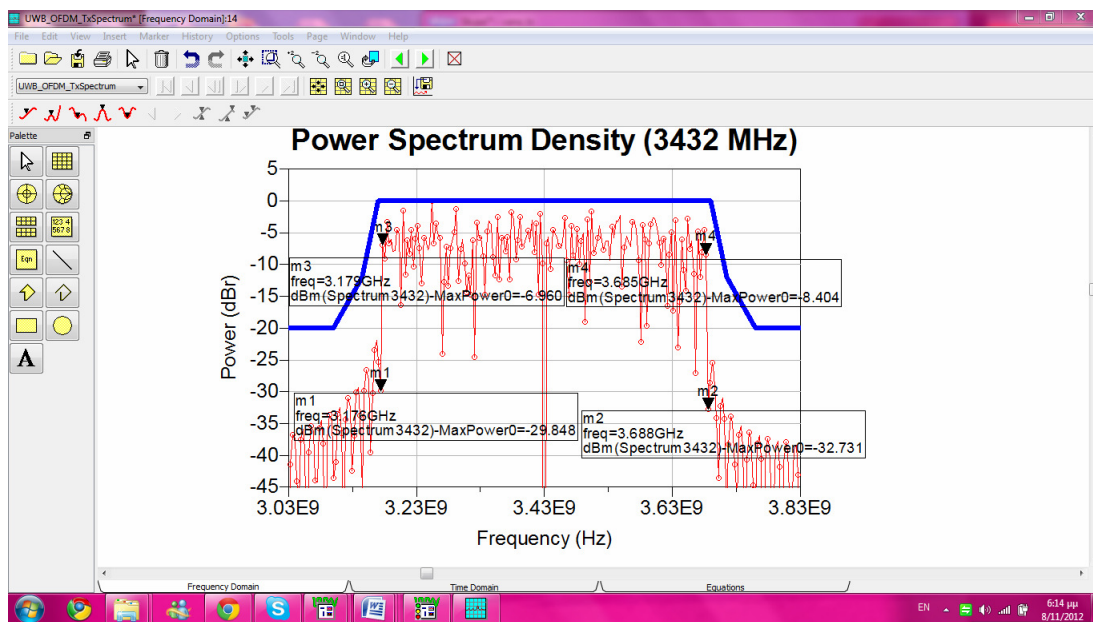 UWB_OFDM_TxSpectrum* [Frequency Domain]:14
File Edit View Insert Marker History Options Tools Page Window Help
UWB_OFDM_TxSpectrum
Palette
Eqn
123 4
567 8
A
Power Spectrum Density (3432 MHz)
Power (dBr)
5
0
-5
-10
-15
-20
-25
-30
-35
-40
-45
m3
m4
m3
freq=3.179GHz
dBm(Spectrum3432)-MaxPower0=-6.960
m4
freq=3.685GHz
dBm(Spectrum3432)-MaxPower0=-8.404
m1
m2
m1
freq=3.176GHz
dBm(Spectrum3432)-MaxPower0=-29.848
m2
freq=3.688GHz
dBm(Spectrum3432)-MaxPower0=-32.731
3.03E9 3.23E9 3.43E9 3.63E9 3.83E9
Frequency (Hz)
Frequency Domain Time Domain Equations
EN 6:14 μμ
8/11/2012